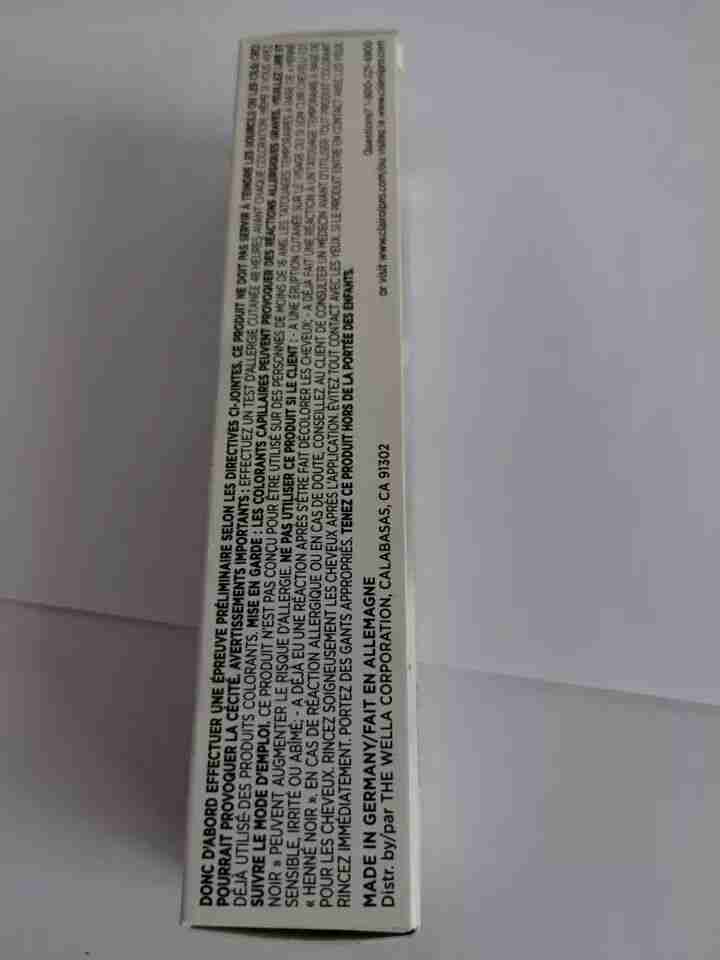 DONC D'ABORD EFFECTUER UNE ÉPREUVE PRÉLIMINAIRE SELON LES DIRECTIVES CI-JOINTES. CE PRODUIT NE DOIT PAS SERVIR À TEINDRE LES SOURCILS OU LES CILS; CECI
POURRAIT PROVOQUER LA CÉCITÉ. AVERTISSEMENTS IMPORTANTS : EFFECTUEZ UN TEST D'ALLERGIE CUTANÉE 48 HEURES AVANT CHAQUE COLORATION, MÊME SI VOUS AVEZ
DÉJÀ UTILISÉ DES PRODUITS COLORANTS. MISE EN GARDE : LES COLORANTS CAPILLAIRES PEUVENT PROVOQUER DES RÉACTIONS ALLERGIQUES GRAVES. VEUILLEZ LIRE ET
SUIVRE LE MODE D'EMPLOI. CE PRODUIT N'EST PAS CONÇU POUR ÊTRE UTILISÉ SUR DES PERSONNES DE MOINS DE 16 ANS. LES TATOUAGES TEMPORAIRES À BASE DE « HENNÉ
NOIR » PEUVENT AUGMENTER LE RISQUE D'ALLERGIE. NE PAS UTILISER CE PRODUIT SI LE CLIENT : - A UNE ÉRUPTION CUTANÉE SUR LE VISAGE OU SI SON CUIR CHEVELU EST
SENSIBLE, IRRITÉ OU ABÎMÉ; - A DÉJÀ EU UNE RÉACTION APRÈS S'ÊTRE FAIT DÉCOLORER LES CHEVEUX; - A DÉJÀ FAIT UNE RÉACTION À UN TATOUAGE TEMPORAIRE À BASE DE
« HENNÉ NOIR ». EN CAS DE RÉACTION ALLERGIQUE OU EN CAS DE DOUTE, CONSEILLEZ AU CLIENT DE CONSULTER UN MÉDECIN AVANT D'UTILISER TOUT PRODUIT COLORANT
POUR LES CHEVEUX. RINCEZ SOIGNEUSEMENT LES CHEVEUX APRÈS L'APPLICATION. ÉVITEZ TOUT CONTACT AVEC LES YEUX. SI LE PRODUIT ENTRE EN CONTACT AVEC LES YEUX,
RINCEZ IMMÉDIATEMENT. PORTEZ DES GANTS APPROPRIÉS. TENEZ CE PRODUIT HORS DE LA PORTÉE DES ENFANTS.
MADE IN GERMANY/FAIT EN ALLEMAGNE Questions? 1-800-
Distr. by/par THE WELLA CORPORATION, CALABASAS, CA 91302 or visit www.clairolpro.com/ou visitez le www.clairolpro.com